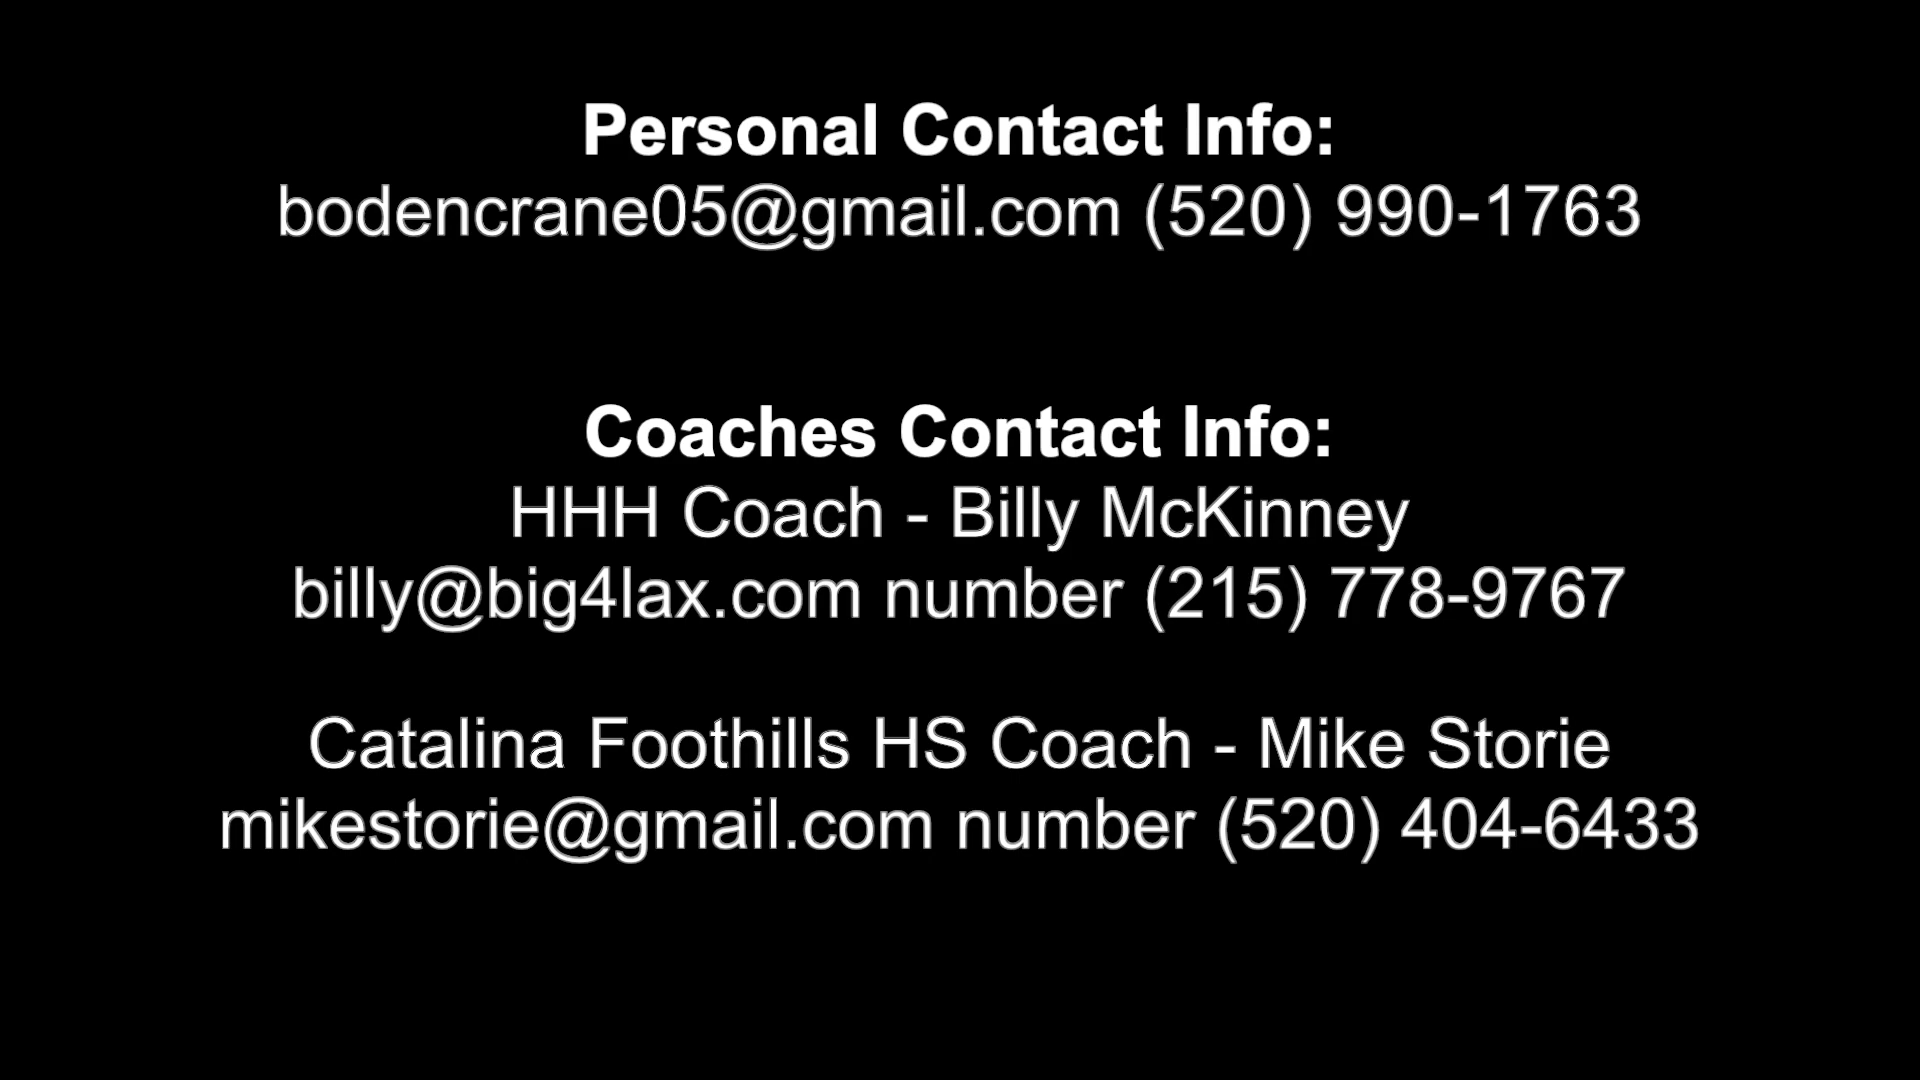 Personal Contact Info:
bodencrane05@gmail.com (520) 990-1763
Coaches Contact Info:
HHH Coach - Billy McKinney
billy@big4lax.com number (215) 778-9767
Catalina Foothills HS Coach - Mike Storie
mikestorie@gmail.com number (520) 404-6433